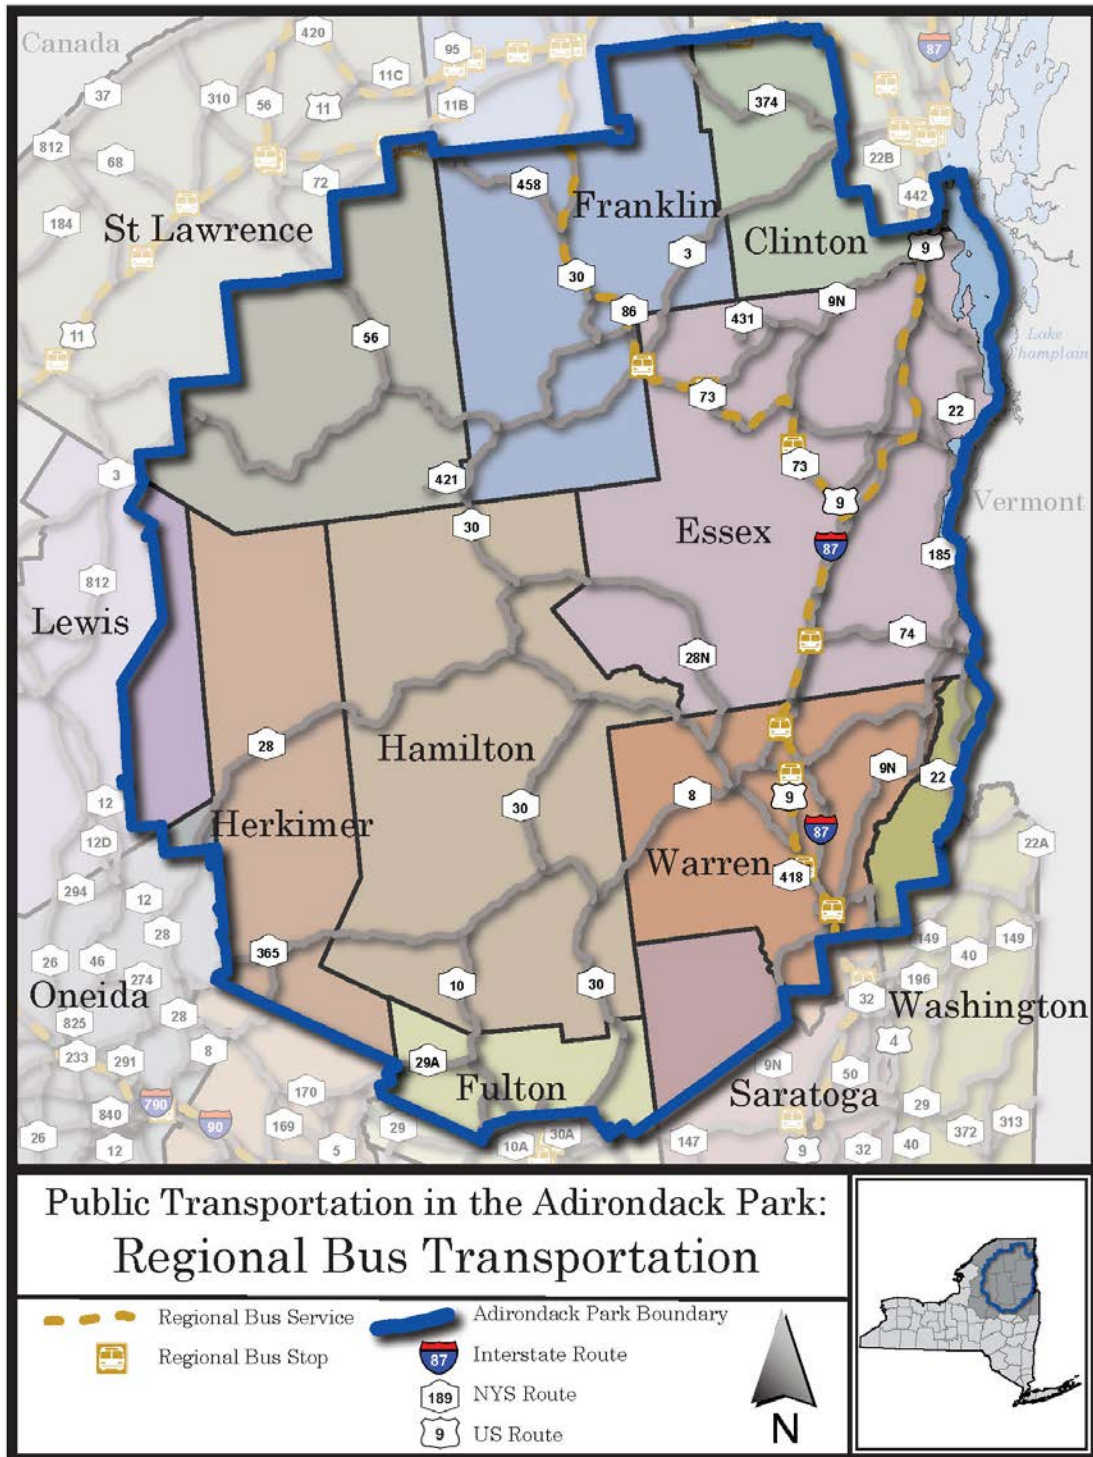 Canada
420
95
87
37
310
56
11C
11
11B
374
812
68
72
458
22B
442
184
St Lawrence
Franklin
Clinton
9
3
30
11
56
86
431
9N
Lake
Champlain
73
22
3
421
73
9
Vermont
30
Essex
87
185
812
Lewis
74
28N
28
Hamilton
9N
22
12
30
8
9
Herkimer
87
12D
Warren
22A
418
294
12
28
365
149
149
26
46
274
10
30
196
40
Oneida
32
Washington
825
28
4
233
291
8
29A
9N
50
Fulton
Saratoga
170
790
840
90
169
29
29
30A
372
313
26
12
5
10A
147
9
32
40
Public Transportation in the Adirondack Park:
Regional Bus Transportation
Regional Bus Service
Adirondack Park Boundary
Regional Bus Stop
87
Interstate Route
189
NYS Route
9
US Route
N